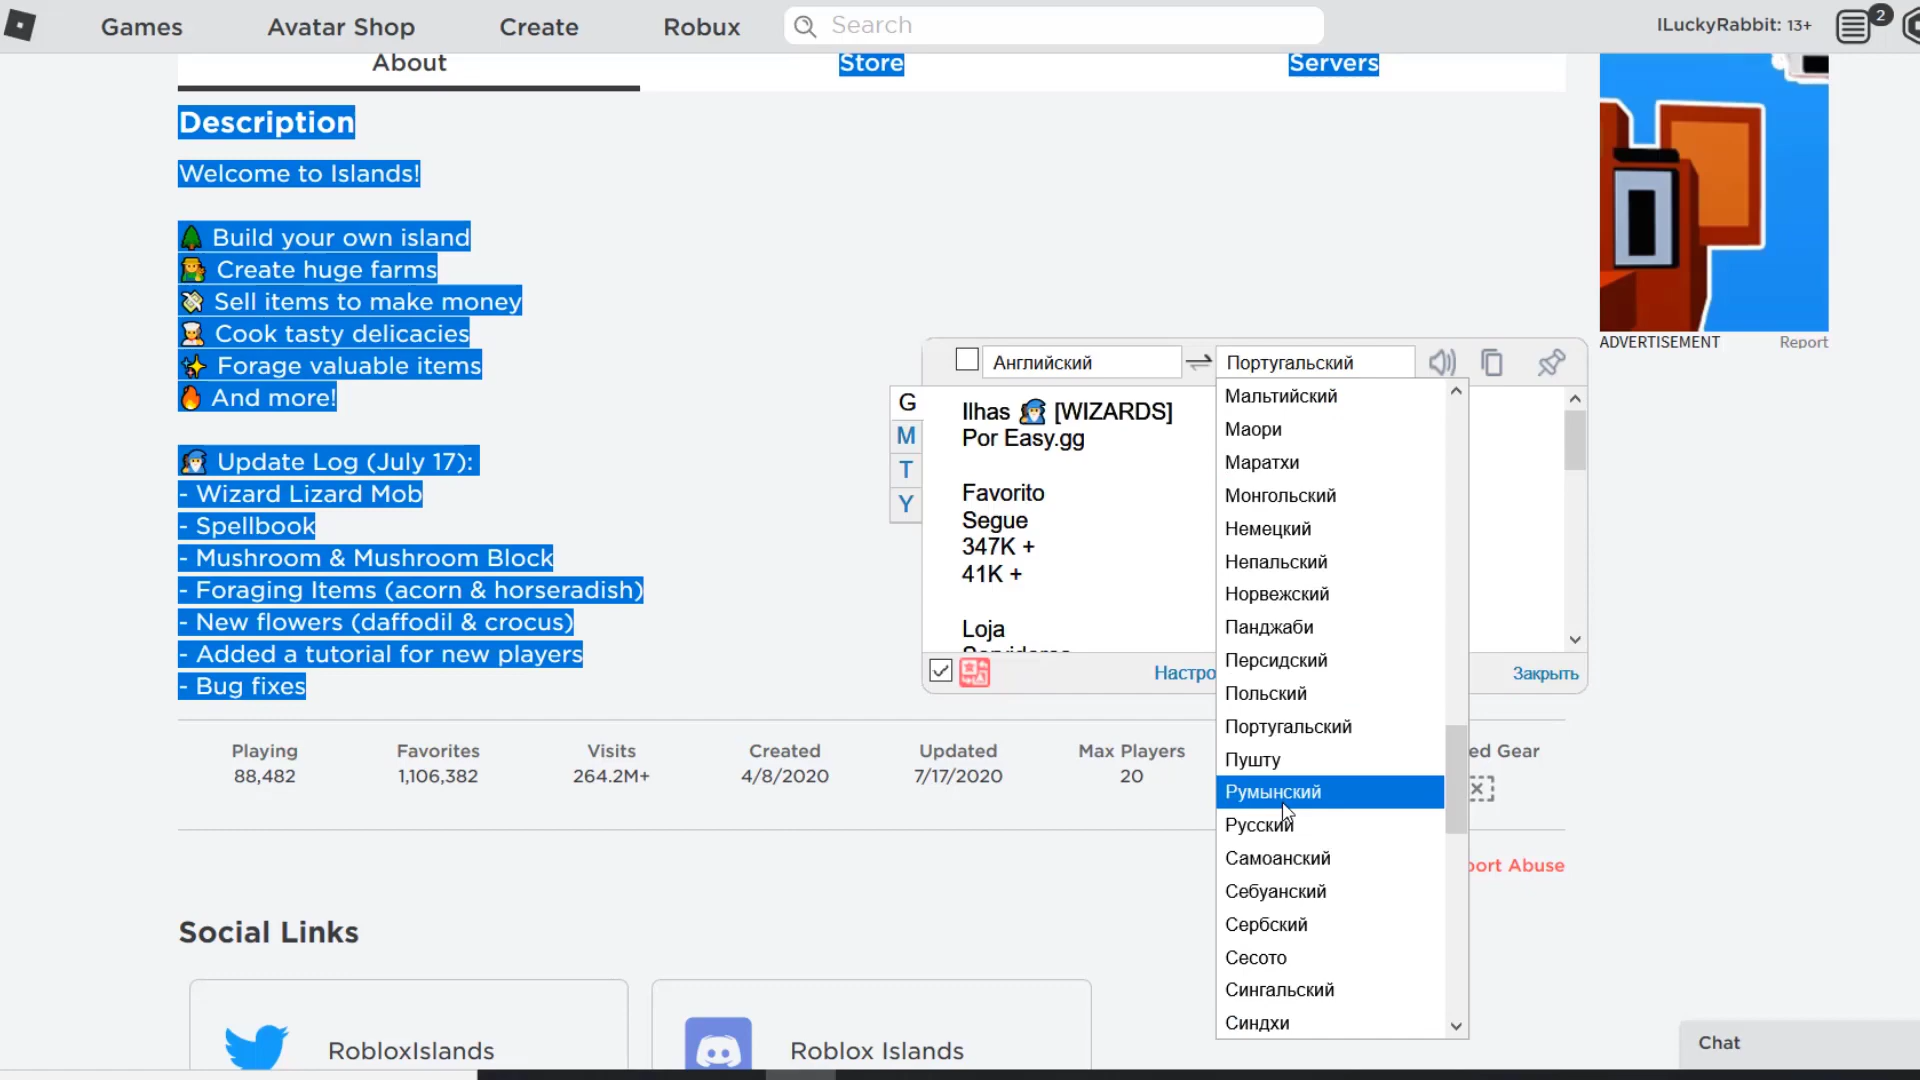 Games
Avatar Shop
Create
Robux
Search
ILuckyRabbit: 13+
2
About
Store
Servers
Description
Welcome to Islands!
Build your own island
Create huge farms
Sell items to make money
Cook tasty delicacies
Forage valuable items
And more!
Update Log (July 17):
- Wizard Lizard Mob
- Spellbook
- Mushroom & Mushroom Block
- Foraging Items (acorn & horseradish)
- New flowers (daffodil & crocus)
- Added a tutorial for new players
- Bug fixes
ADVERTISEMENT
Report
Английский
Португальский
G
M
T
Y
Ilhas [WIZARDS]
Por Easy.gg
Favorito
Segue
347K +
41K +
Loja
Servidores
Настро
Закрыть
Мальтийский
Маори
Маратхи
Монгольский
Немецкий
Непальский
Норвежский
Панджаби
Персидский
Польский
Португальский
Пушту
Румынский
Русский
Самоанский
Себуанский
Сербский
Сесото
Сингальский
Синдхи
Playing
88,482
Favorites
1,106,382
Visits
264.2M+
Created
4/8/2020
Updated
7/17/2020
Max Players
20
ed Gear
port Abuse
Social Links
RobloxIslands
Roblox Islands
Chat